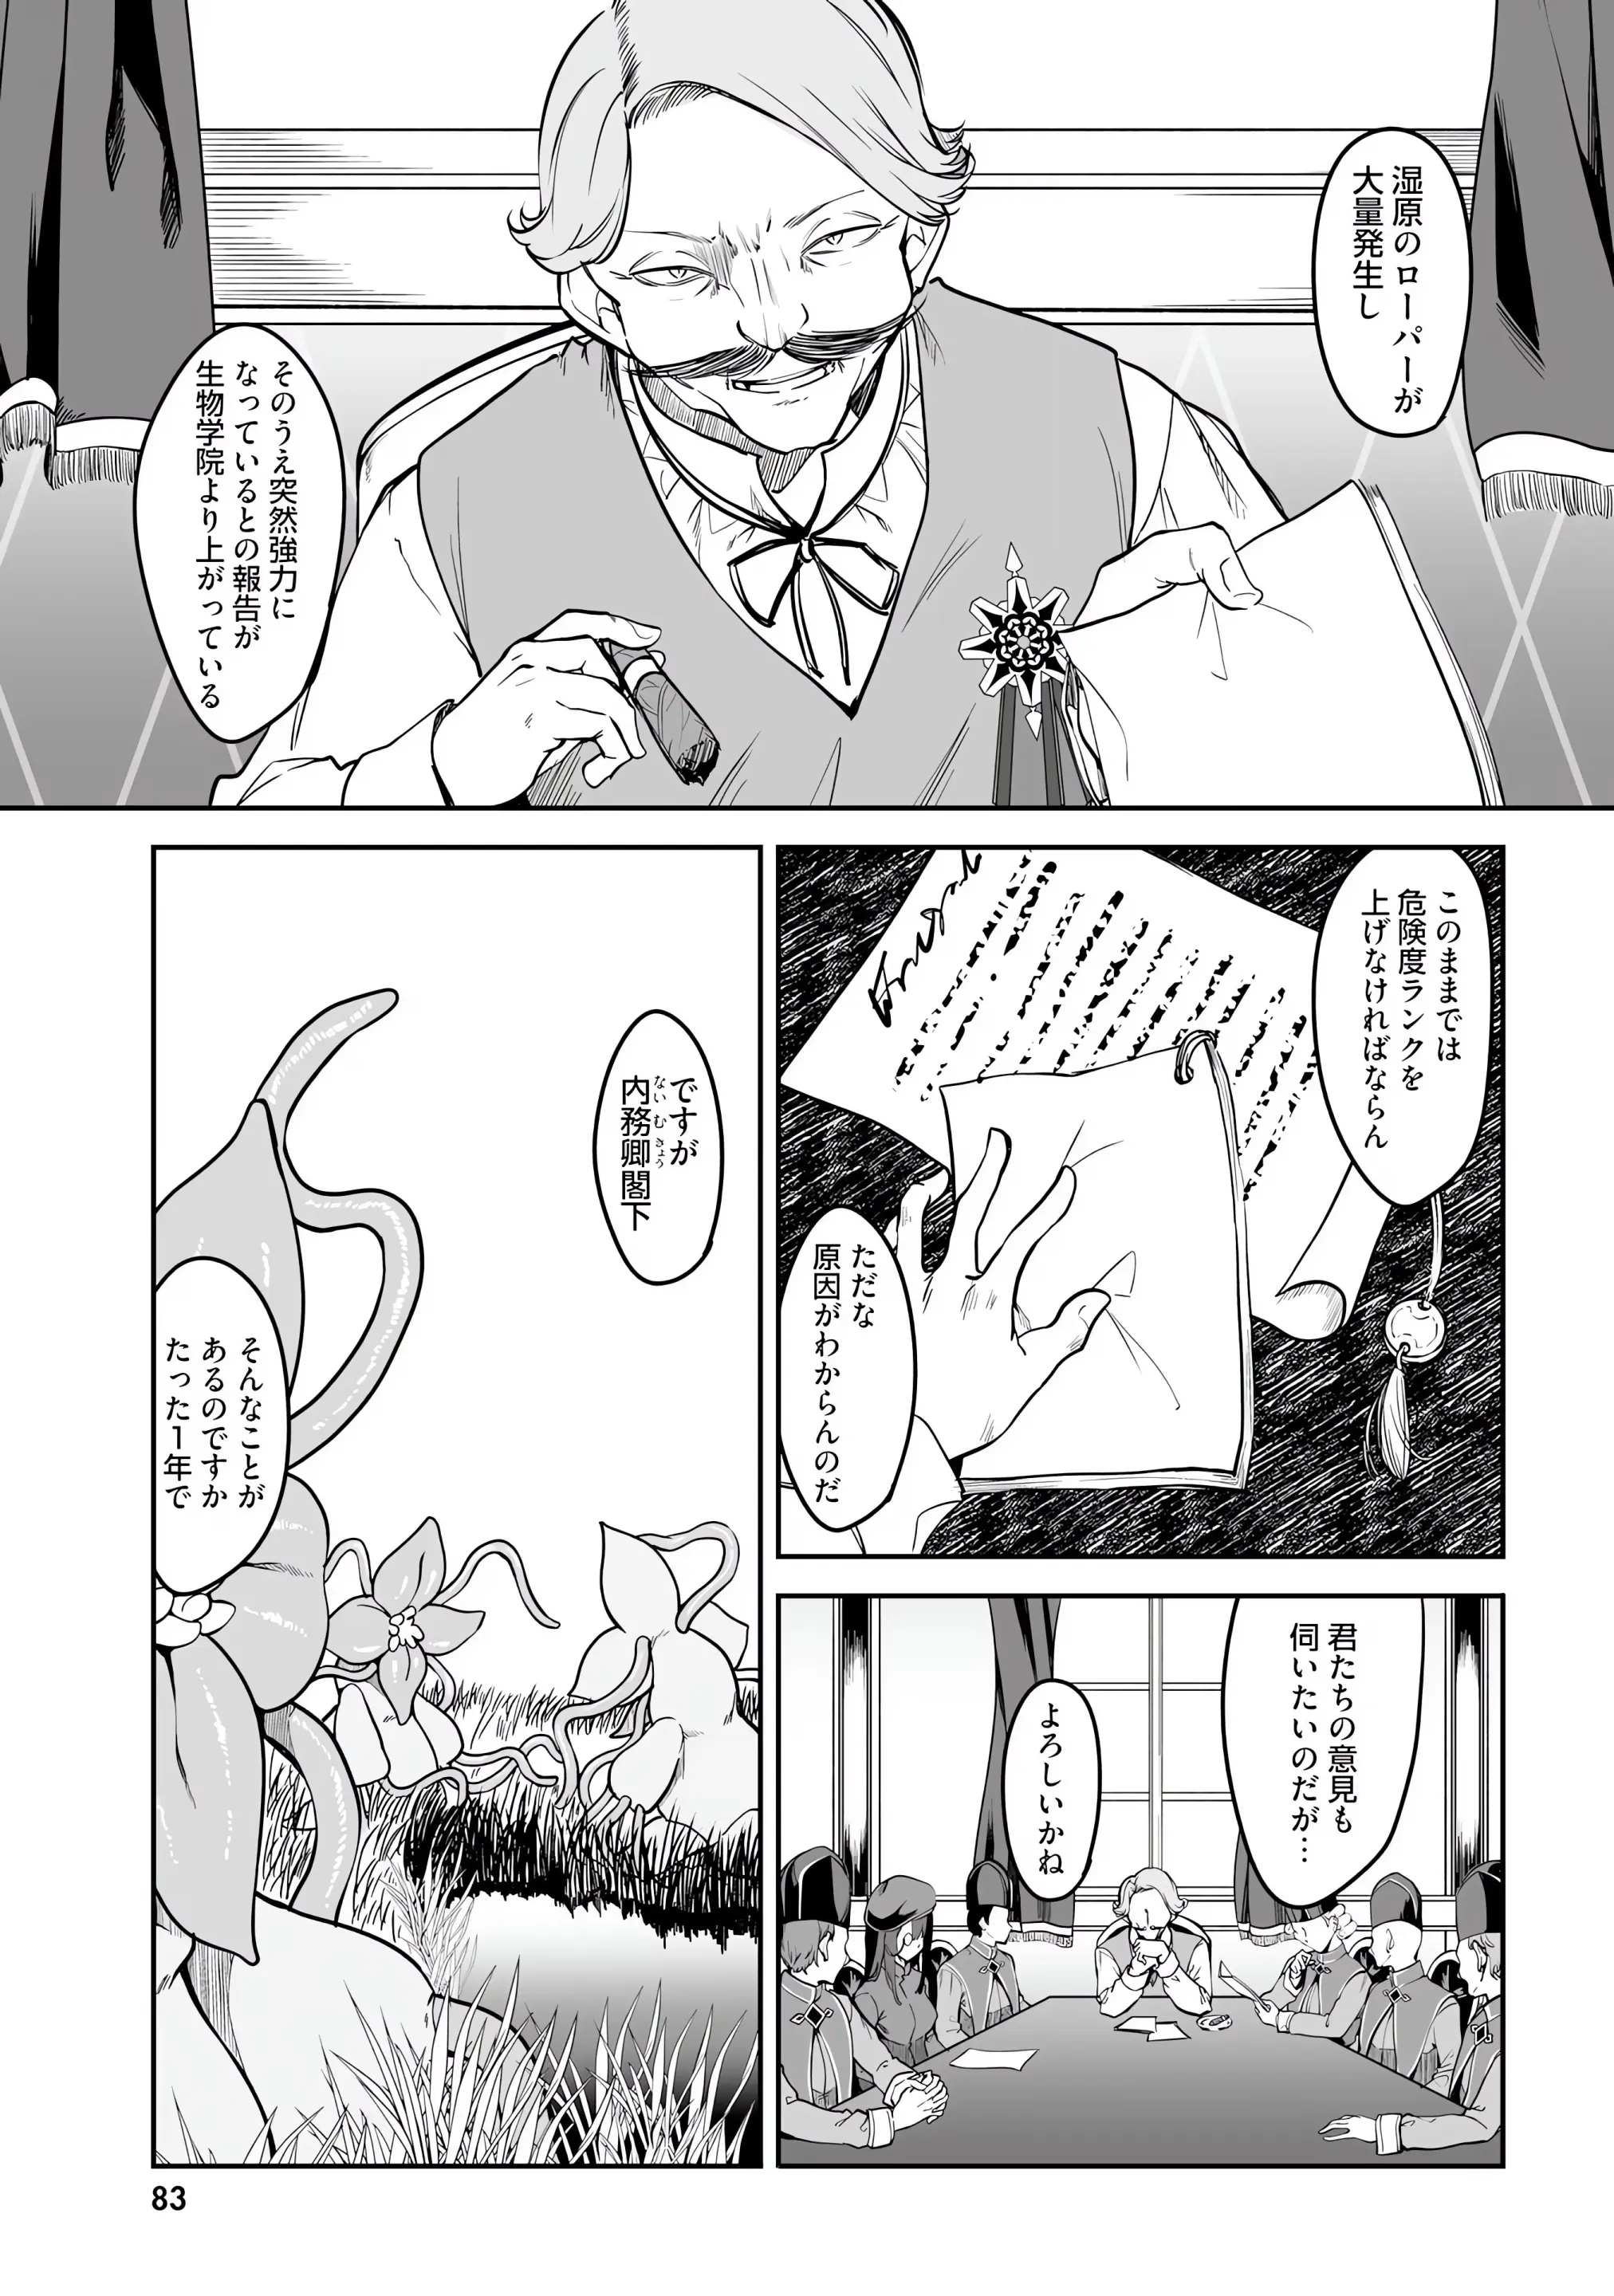 湿原のローパーが
大量発生し
そのうえ突然強力に
なっているとの報告が
生物学院より上がっている
このままでは
危険度ランクを
上げなければならん
ただな
原因がわからんのだ
君たちの意見も
伺いたいのだが…
よろしいかね
ですが
内務卿閣下
ないむきょう
そんなことが
あるのですか
たった1年で
83